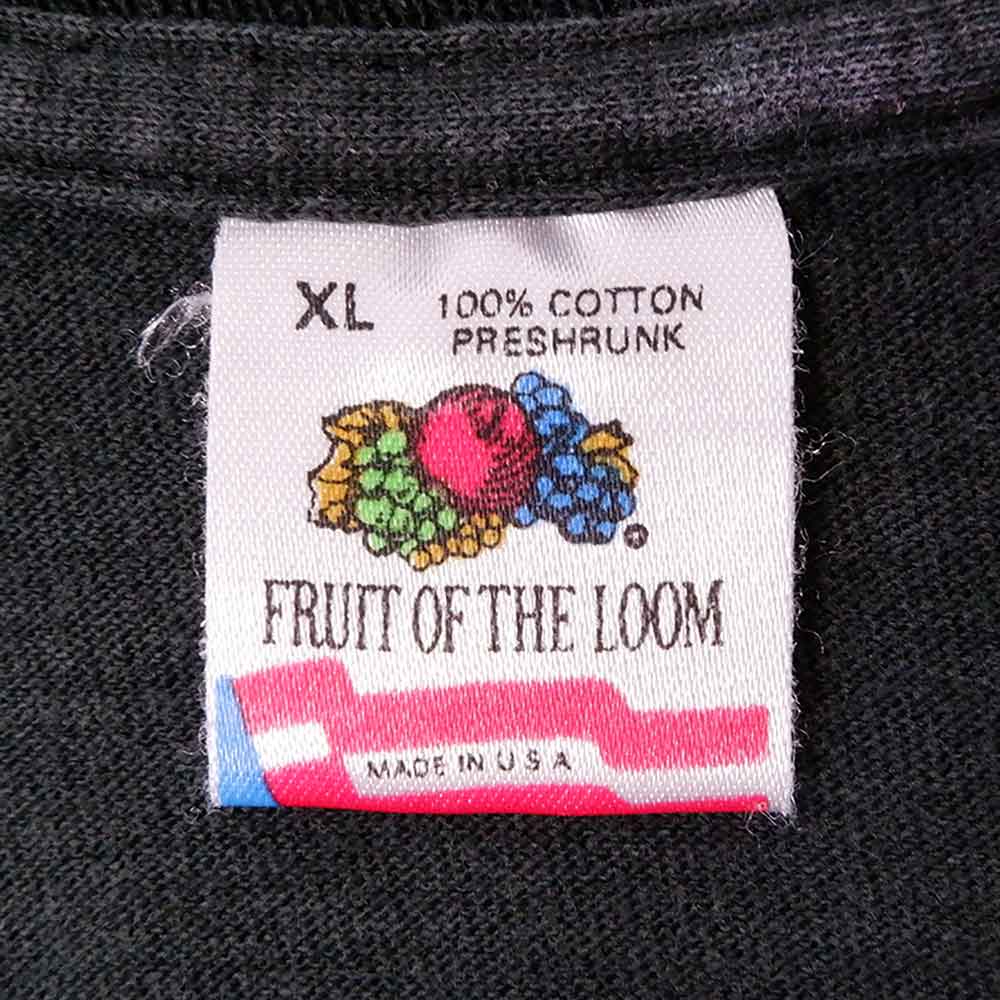 XL
100% COTTON
PRESHRUNK
FRUIT OF THE LOOM
MADE IN U S A